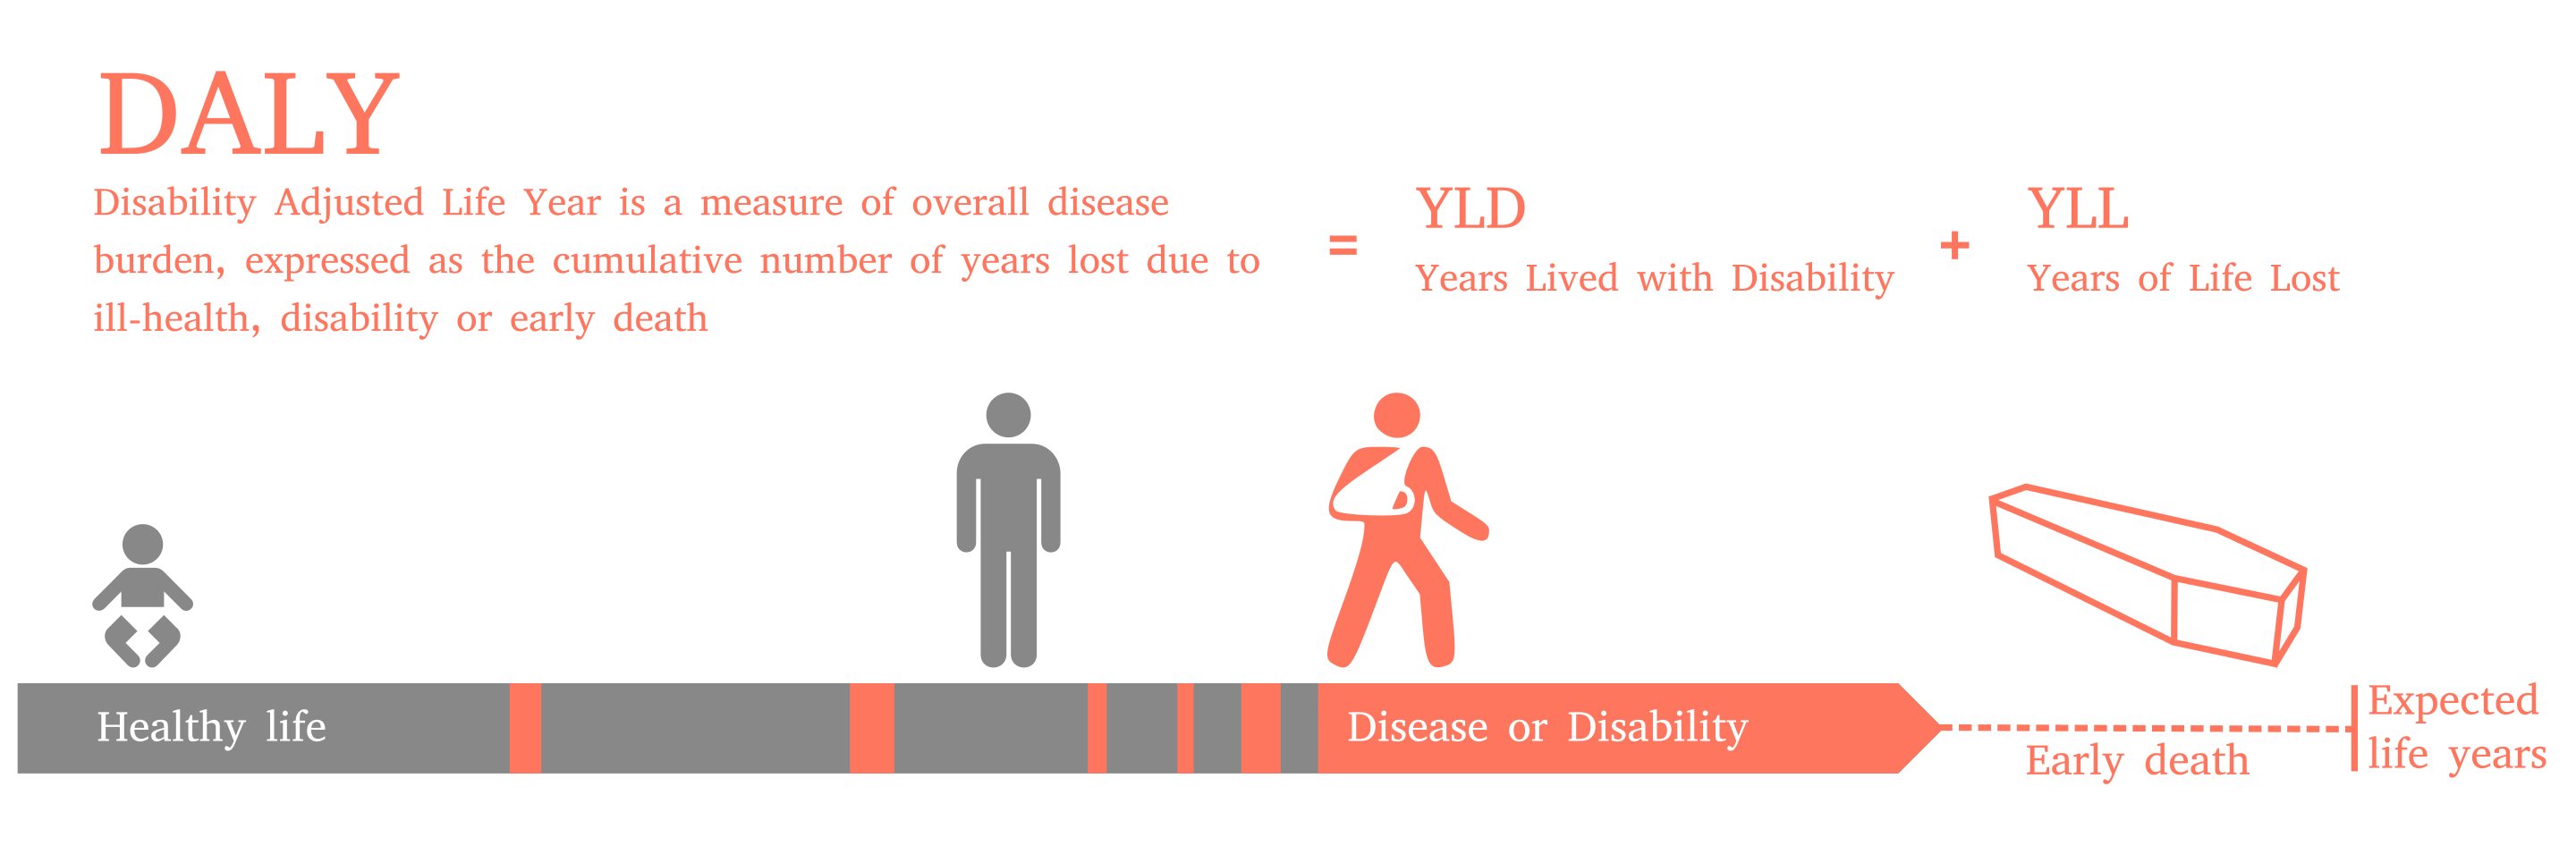 DALY
Disability Adjusted Life Year is a measure of overall disease
burden, expressed as the cumulative number of years lost due to
ill-health, disability or early death
=
YLD
Years Lived with Disability
+
YLL
Years of Life Lost
Healthy life
Disease or Disability
Early death
Expected
life years